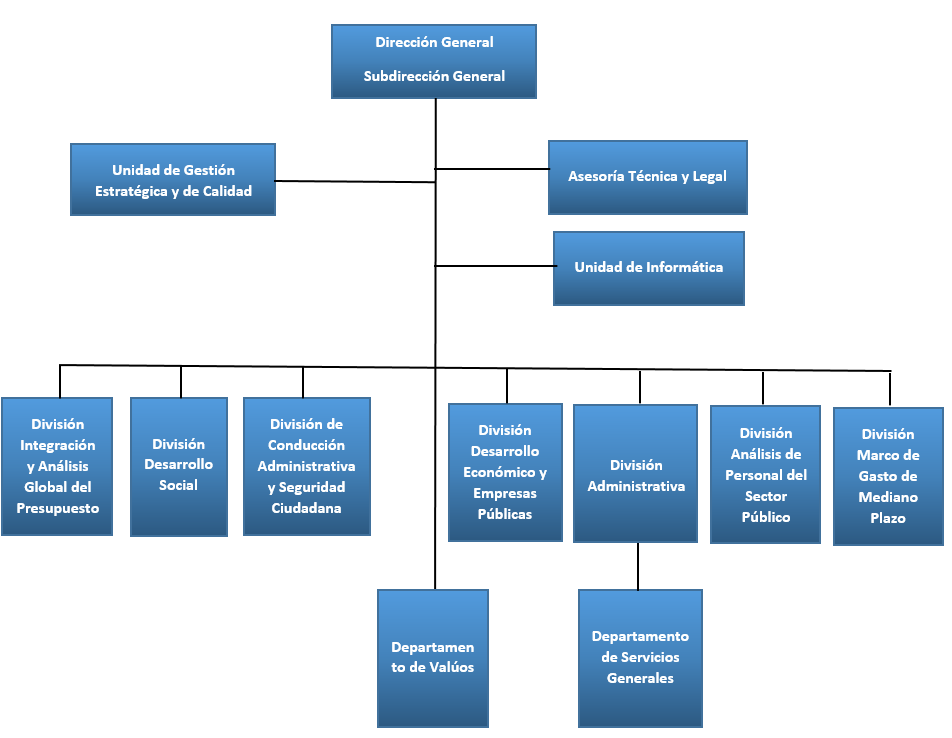 Dirección General
Subdirección General
Unidad de Gestión
Estratégica y de Calidad
Asesoría Técnica y Legal
Unidad de Informática
División
Integración
y Análisis
Global del
Presupuesto
División
Desarrollo
Social
División de
Conducción
Administrativa
y Seguridad
Ciudadana
División
Desarrollo
Económico y
Empresas
Públicas
División
Administrativa
División
Análisis de
Personal del
Sector
Público
División
Marco de
Gasto de
Mediano
Plazo
Departamen
to de Valúos
Departamento
de Servicios
Generales